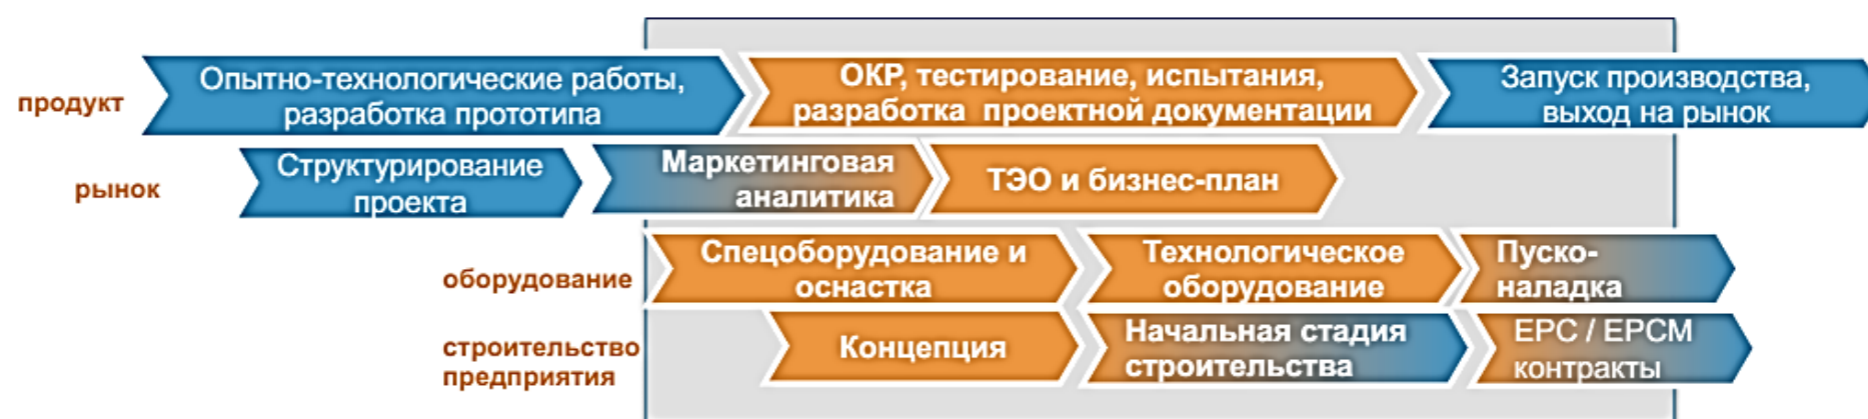 продукт
Опытно-технологические работы,
разработка прототипа
ОКР, тестирование, испытания,
разработка проектной документации
Запуск производства,
выход на рынок
рынок
Структурирование
проекта
Маркетинговая
аналитика
ТЭО и бизнес-план
оборудование
Спецоборудование и
оснастка
Технологическое
оборудование
Пуско-
наладка
строительство
предприятия
Концепция
Начальная стадия
строительства
EPC / EPCM
контракты